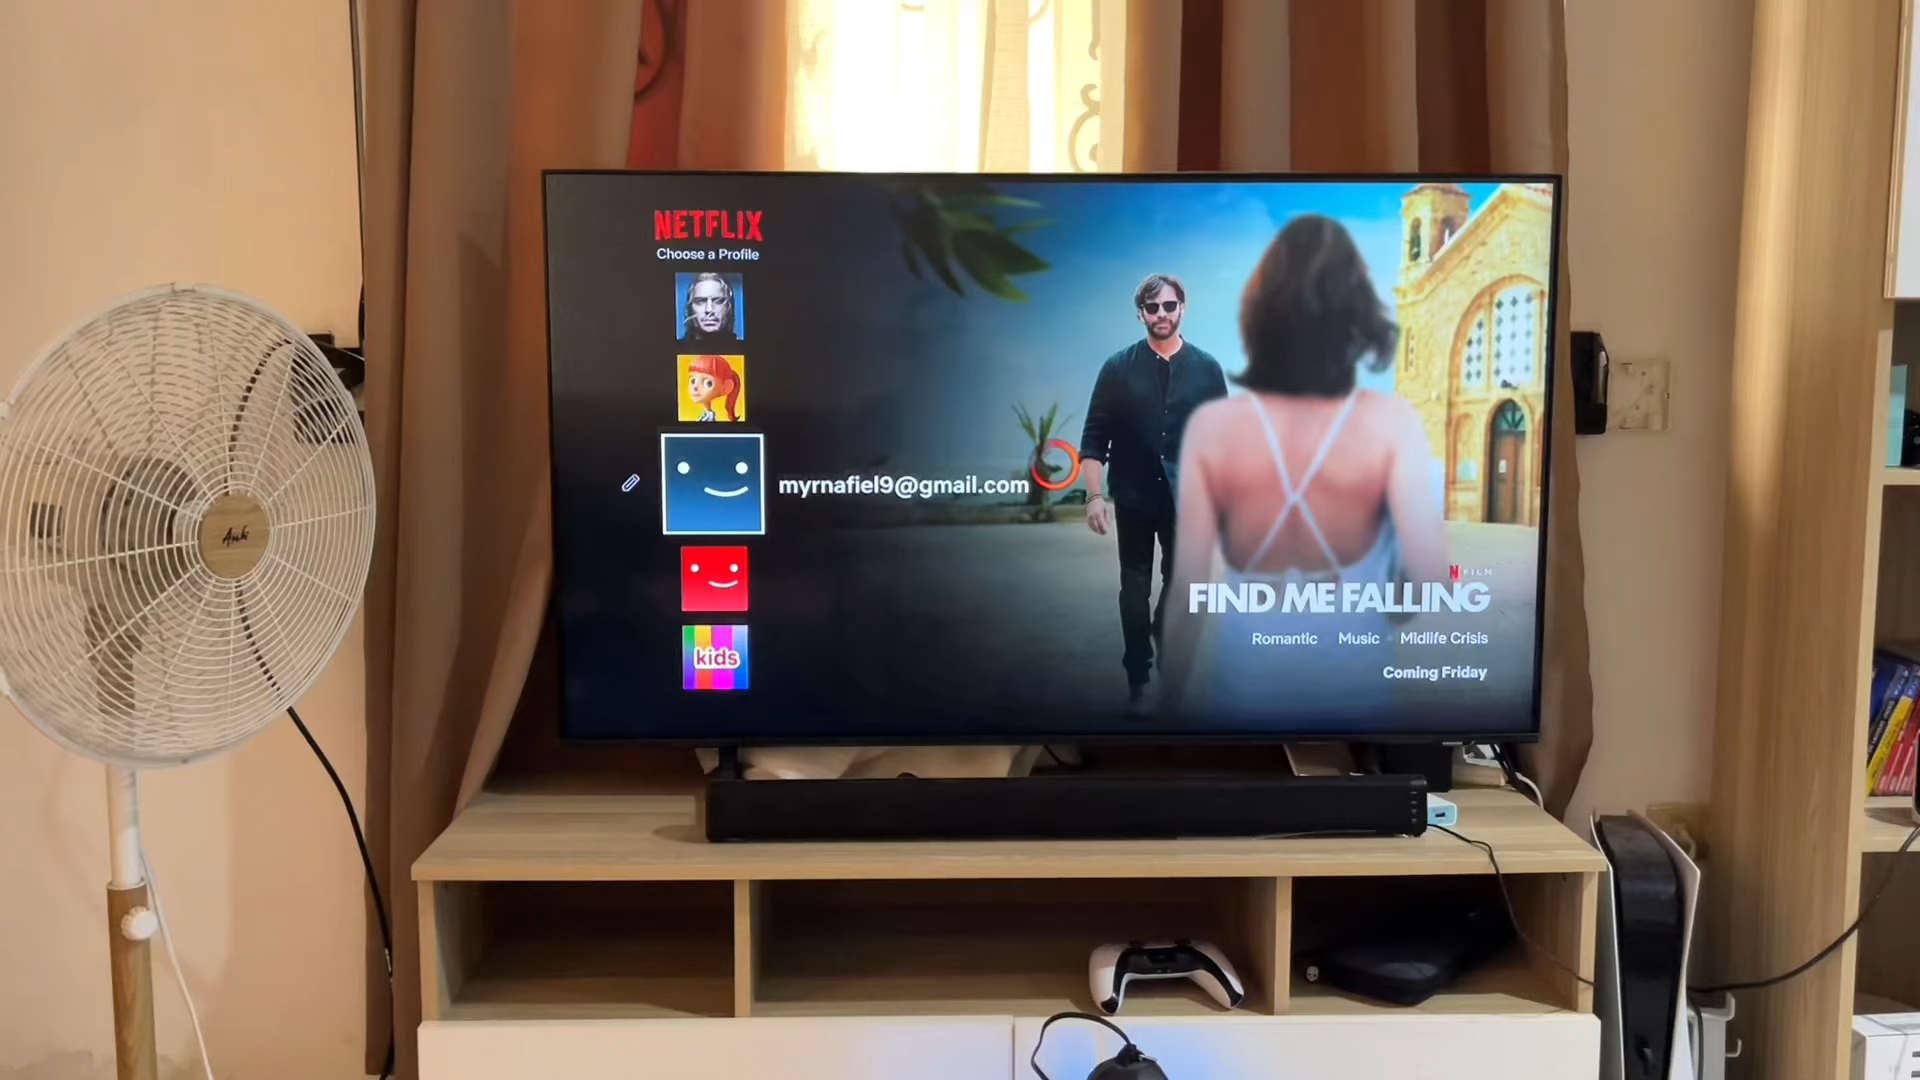 NETFLIX
Choose a Profile
myrnafiel9@gmail.com
kids
N FILM
FIND ME FALLING
Romantic Music Midlife Crisis
Coming Friday